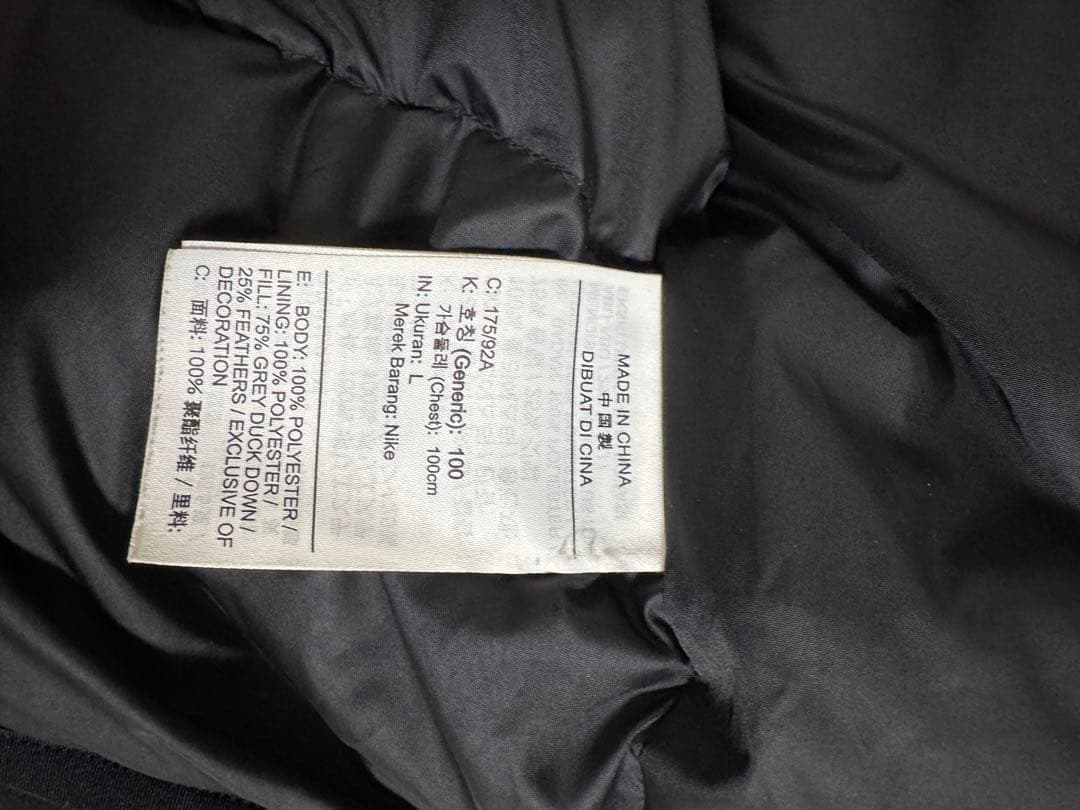 MADE IN CHINA
中国製
DIBUAT DI CINA
C: 175/92A
K: 호칭 (Generic): 100
가슴둘레 (Chest): 100cm
IN: Ukuran: L
Merek Barang: Nike
E: BODY: 100% POLYESTER /
LINING: 100% POLYESTER /
FILL: 75% GREY DUCK DOWN /
25% FEATHERS / EXCLUSIVE OF
DECORATION
C: 面料: 100% 聚酯纤维 / 里料: